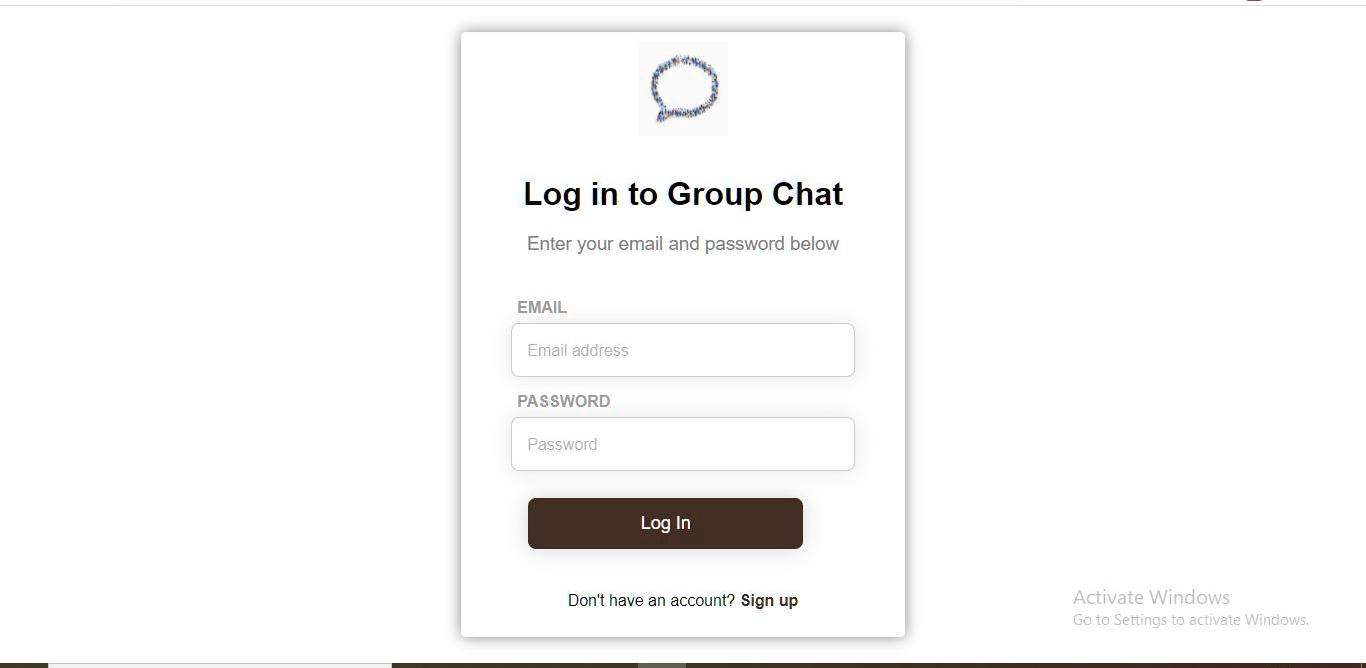 Log in to Group Chat
Enter your email and password below
EMAIL
Email address
PASSWORD
Password
Log In
Don't have an account? Sign up
Activate Windows
Go to Settings to activate Windows.